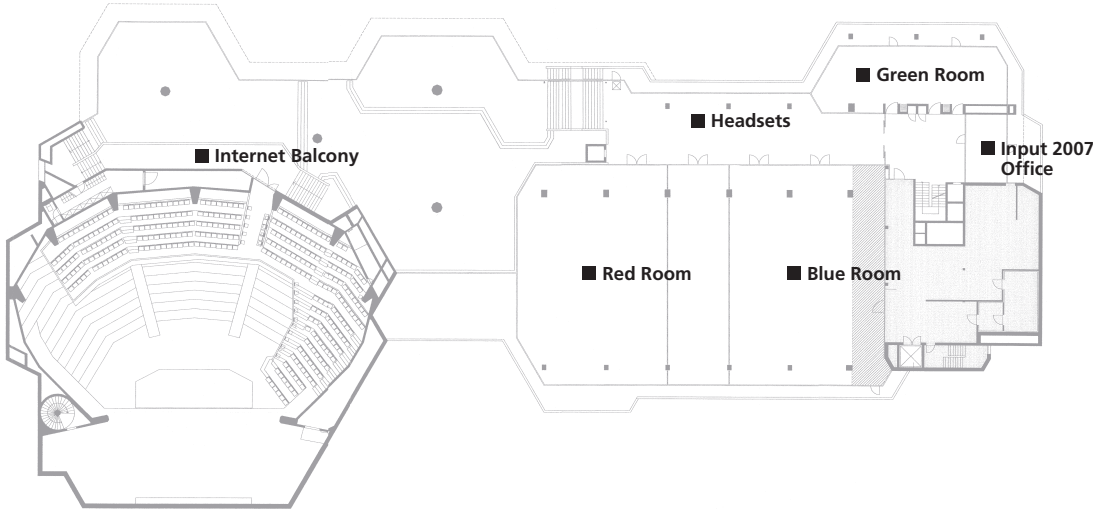 Green Room
Headsets
Internet Balcony
Input 2007
Office
Red Room
Blue Room